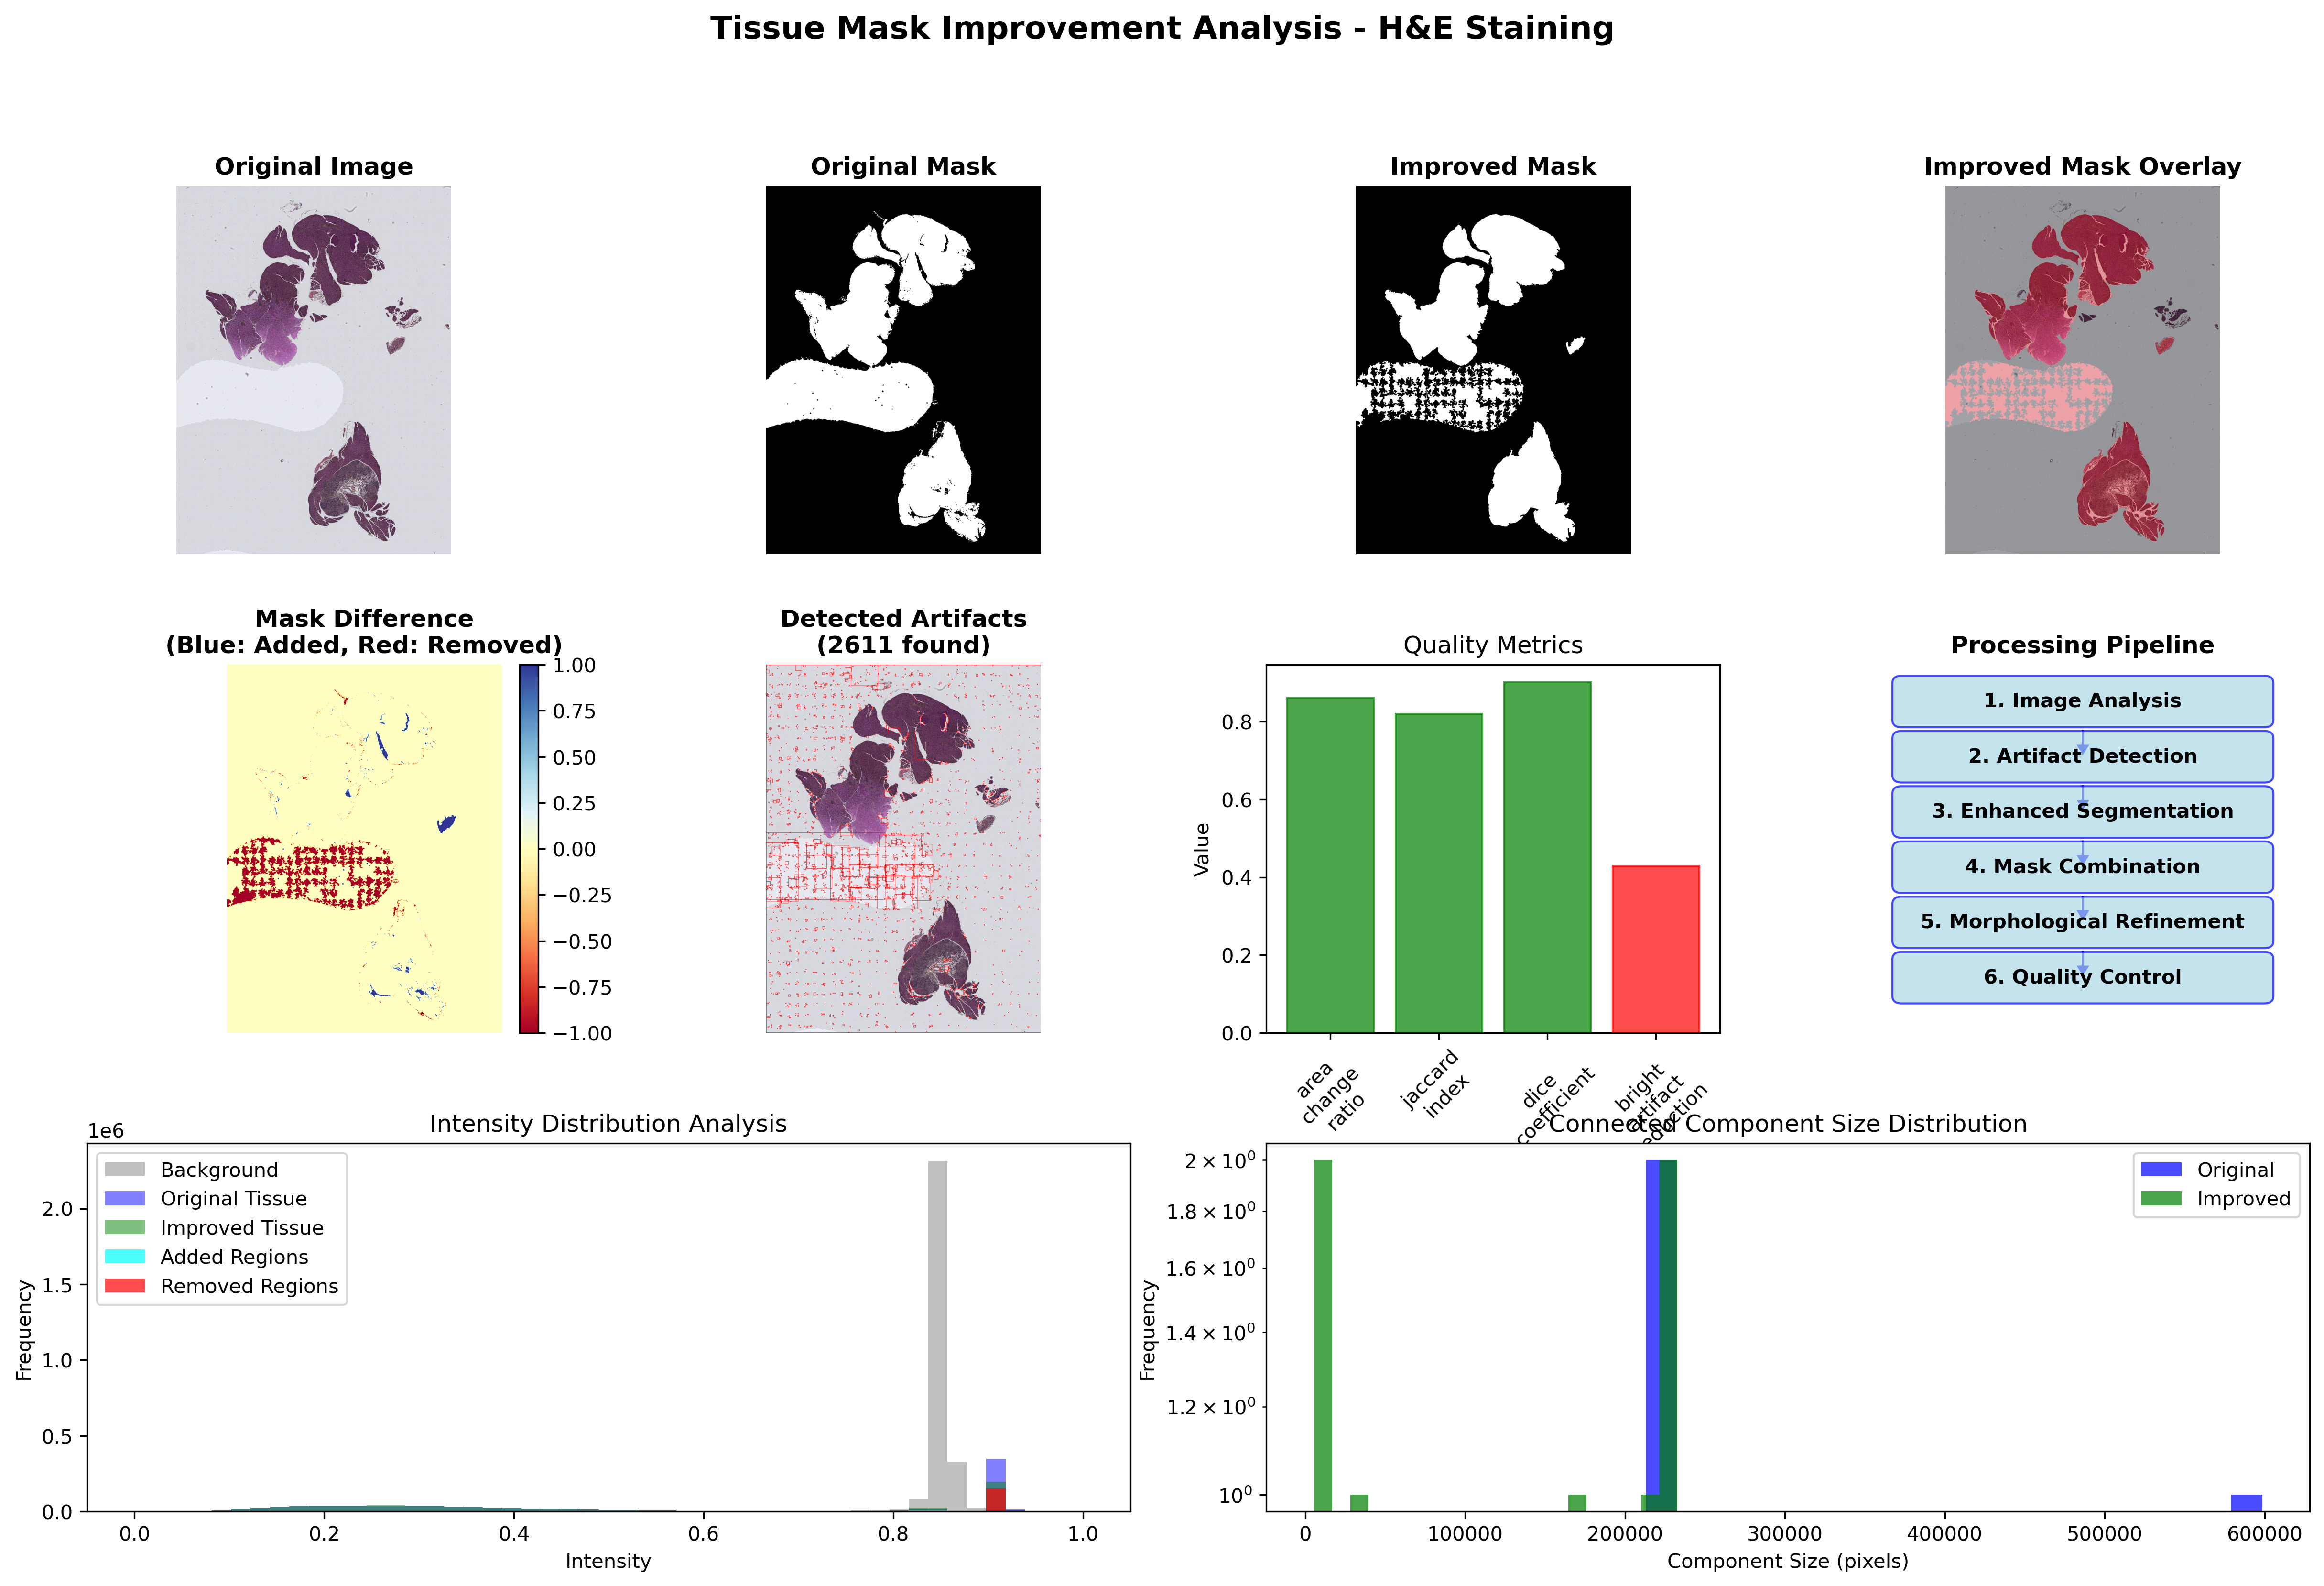 Tissue Mask Improvement Analysis - H&E Staining
Original Image
Original Mask
Improved Mask
Improved Mask Overlay
Mask Difference
(Blue: Added, Red: Removed)
1.00
0.75
0.50
0.25
0.00
−0.25
−0.50
−0.75
−1.00
Detected Artifacts
(2611 found)
Quality Metrics
Value
0.8
0.6
0.4
0.2
0.0
area
change
ratio
jaccard
index
dice
coefficient
bright
artifact
Processing Pipeline
1. Image Analysis
2. Artifact Detection
3. Enhanced Segmentation
4. Mask Combination
5. Morphological Refinement
6. Quality Control
Intensity Distribution Analysis
1e6
Frequency
2.0
1.5
1.0
0.5
0.0
Background
Original Tissue
Improved Tissue
Added Regions
Removed Regions
0.0 0.2 0.4 0.6 0.8 1.0
Intensity
Connected Component Size Distribution
Frequency
2 × 10⁰
1.8 × 10⁰
1.6 × 10⁰
1.4 × 10⁰
1.2 × 10⁰
10⁰
Original
Improved
0 100000 200000 300000 400000 500000 600000
Component Size (pixels)